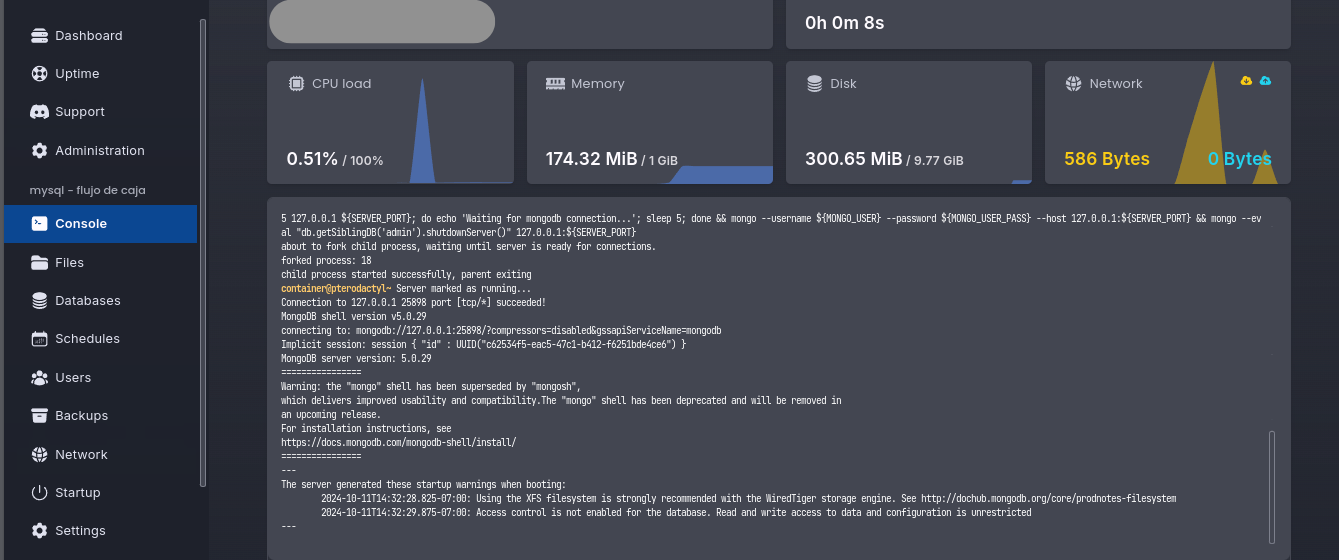 0h 0m 8s
Dashboard
Uptime
Support
Administration
mysql - flujo de caja
Console
Files
Databases
Schedules
Users
Backups
Network
Startup
Settings
CPU load
0.51% / 100%
Memory
174.32 MiB / 1 GiB
Disk
300.65 MiB / 9.77 GiB
Network
586 Bytes
0 Bytes
5 127.0.0.1 ${SERVER_PORT}; do echo 'Waiting for mongodb connection...'; sleep 5; done && mongo --username ${MONGO_USER} --password ${MONGO_USER_PASS} --host 127.0.0.1:${SERVER_PORT} && mongo --ev
al "db.getSiblingDB('admin').shutdownServer()" 127.0.0.1:${SERVER_PORT}
about to fork child process, waiting until server is ready for connections.
forked process: 18
child process started successfully, parent exiting
container@pterodactyl~ Server marked as running...
Connection to 127.0.0.1 25898 port [tcp/*] succeeded!
MongoDB shell version v5.0.29
connecting to: mongodb://127.0.0.1:25898/?compressors=disabled&gssapiServiceName=mongodb
Implicit session: session { "id" : UUID("c62534f5-eac5-47c1-b412-f6251bde4ce6") }
MongoDB server version: 5.0.29
================
Warning: the "mongo" shell has been superseded by "mongosh",
which delivers improved usability and compatibility.The "mongo" shell has been deprecated and will be removed in
an upcoming release.
For installation instructions, see
https://docs.mongodb.com/mongodb-shell/install/
================
---
The server generated these startup warnings when booting:
2024-10-11T14:32:28.825-07:00: Using the XFS filesystem is strongly recommended with the WiredTiger storage engine. See http://dochub.mongodb.org/core/prodnotes-filesystem
2024-10-11T14:32:29.875-07:00: Access control is not enabled for the database. Read and write access to data and configuration is unrestricted
---